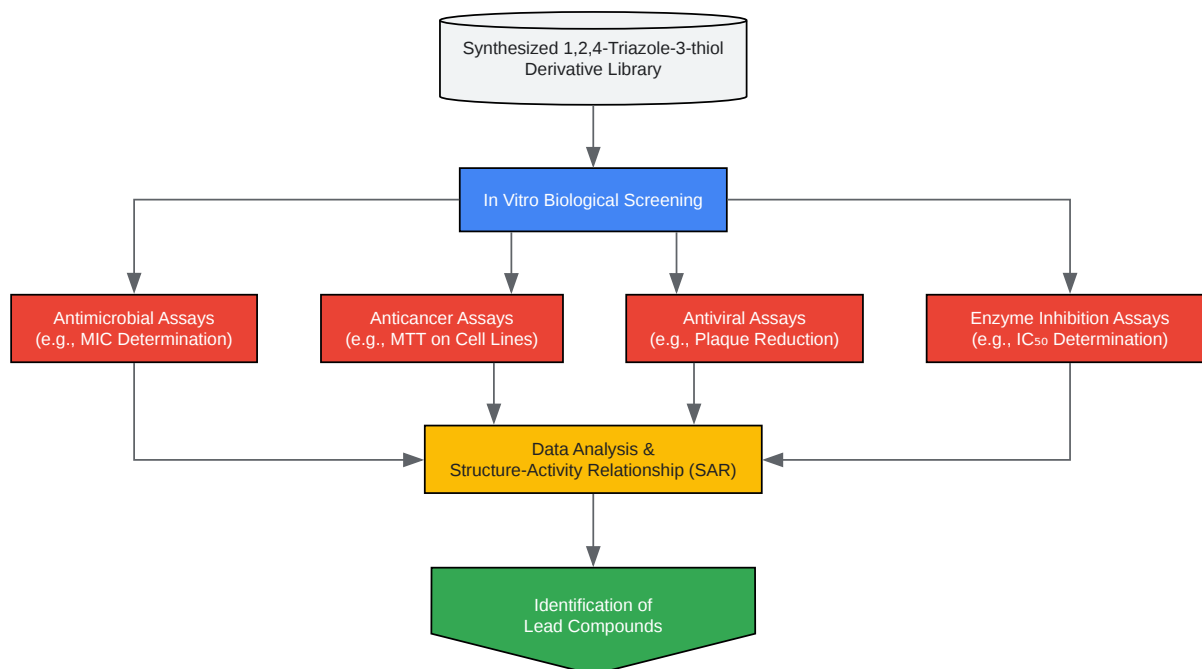 Synthesized 1,2,4-Triazole-3-thiol
Derivative Library
In Vitro Biological Screening
Antimicrobial Assays
(e.g., MIC Determination)
Anticancer Assays
(e.g., MTT on Cell Lines)
Antiviral Assays
(e.g., Plaque Reduction)
Enzyme Inhibition Assays
(e.g., IC₅₀ Determination)
Data Analysis &
Structure-Activity Relationship (SAR)
Identification of
Lead Compounds